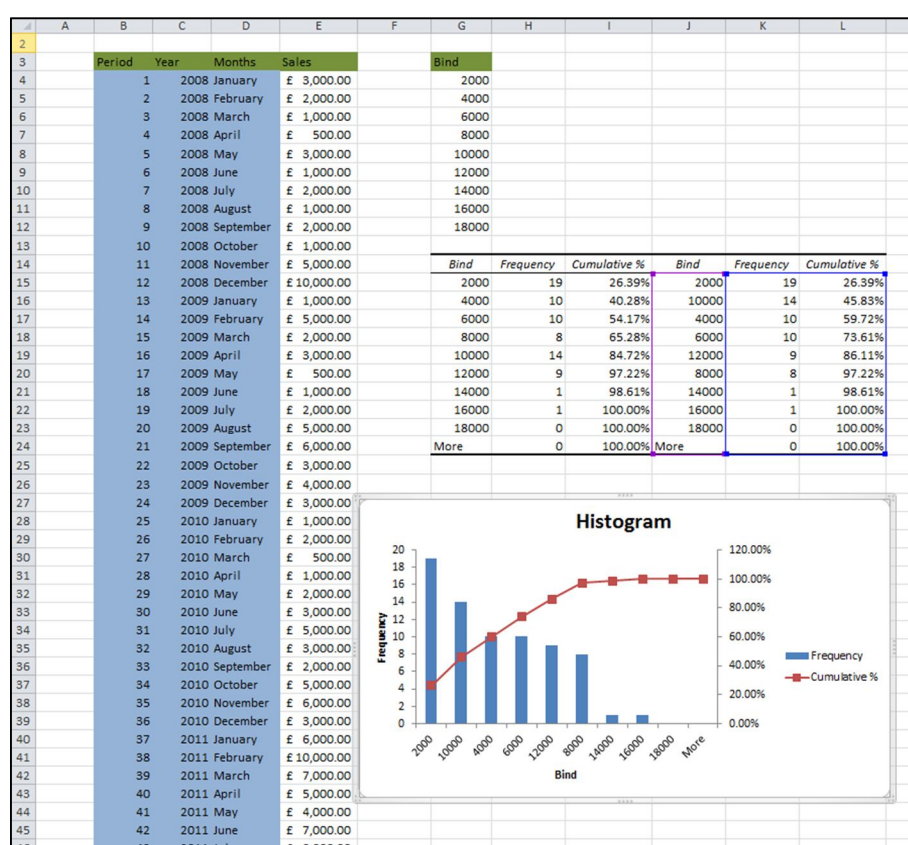 A B C D E F G H I J K L
2
3 Period Year Months Sales Bind
4 1 2008 January £ 3,000.00 2000
5 2 2008 February £ 2,000.00 4000
6 3 2008 March £ 1,000.00 6000
7 4 2008 April £ 500.00 8000
8 5 2008 May £ 3,000.00 10000
9 6 2008 June £ 1,000.00 12000
10 7 2008 July £ 2,000.00 14000
11 8 2008 August £ 1,000.00 16000
12 9 2008 September £ 2,000.00 18000
13 10 2008 October £ 1,000.00
14 11 2008 November £ 5,000.00 Bind Frequency Cumulative % Bind Frequency Cumulative %
15 12 2008 December £10,000.00 2000 19 26.39% 2000 19 26.39%
16 13 2009 January £ 1,000.00 4000 10 40.28% 10000 14 45.83%
17 14 2009 February £ 5,000.00 6000 10 54.17% 4000 10 59.72%
18 15 2009 March £ 2,000.00 8000 8 65.28% 6000 10 73.61%
19 16 2009 April £ 3,000.00 10000 14 84.72% 12000 9 86.11%
20 17 2009 May £ 500.00 12000 9 97.22% 8000 8 97.22%
21 18 2009 June £ 1,000.00 14000 1 98.61% 14000 1 98.61%
22 19 2009 July £ 2,000.00 16000 1 100.00% 16000 1 100.00%
23 20 2009 August £ 5,000.00 18000 0 100.00% 18000 0 100.00%
24 21 2009 September £ 6,000.00 More 0 100.00% More 0 100.00%
25 22 2009 October £ 3,000.00
26 23 2009 November £ 4,000.00
27 24 2009 December £ 3,000.00
28 25 2010 January £ 1,000.00
29 26 2010 February £ 2,000.00
30 27 2010 March £ 500.00
31 28 2010 April £ 1,000.00
32 29 2010 May £ 2,000.00
33 30 2010 June £ 3,000.00
34 31 2010 July £ 5,000.00
35 32 2010 August £ 3,000.00
36 33 2010 September £ 2,000.00
37 34 2010 October £ 5,000.00
38 35 2010 November £ 6,000.00
39 36 2010 December £ 3,000.00
40 37 2011 January £ 6,000.00
41 38 2011 February £10,000.00
42 39 2011 March £ 7,000.00
43 40 2011 April £ 5,000.00
44 41 2011 May £ 4,000.00
45 42 2011 June £ 7,000.00
Histogram
20 120.00%
18
16 100.00%
14
12 80.00%
10 60.00%
8
6 40.00%
4 20.00%
2
0 0.00%
Frequency
2000 10000 4000 6000 12000 8000 14000 16000 18000 More
Bind
Frequency
Cumulative %